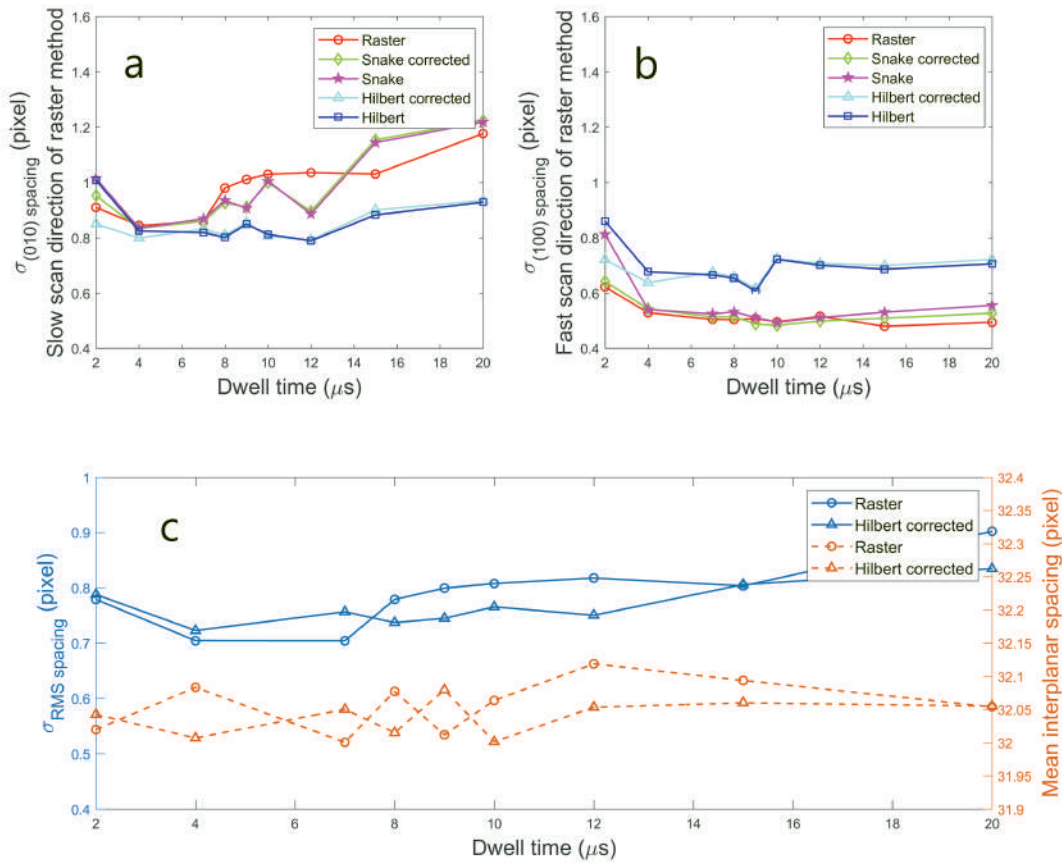 a
1.6
1.4
1.2
1
0.8
0.6
0.4
2
4
6
8
10
12
14
16
18
20
Dwell time (μs)
σ(010) spacing (pixel)
Slow scan direction of raster method
Raster
Snake corrected
Snake
Hilbert corrected
Hilbert
b
1.6
1.4
1.2
1
0.8
0.6
0.4
2
4
6
8
10
12
14
16
18
20
Dwell time (μs)
σ(100) spacing (pixel)
Fast scan direction of raster method
Raster
Snake corrected
Snake
Hilbert corrected
Hilbert
c
1
0.9
0.8
0.7
0.6
0.5
0.4
σRMS spacing (pixel)
2
4
6
8
10
12
14
16
18
20
Dwell time (μs)
32.4
32.35
32.3
32.25
32.2
32.15
32.1
32.05
32
31.95
31.9
Mean interplanar spacing (pixel)
Raster
Hilbert corrected
Raster
Hilbert corrected